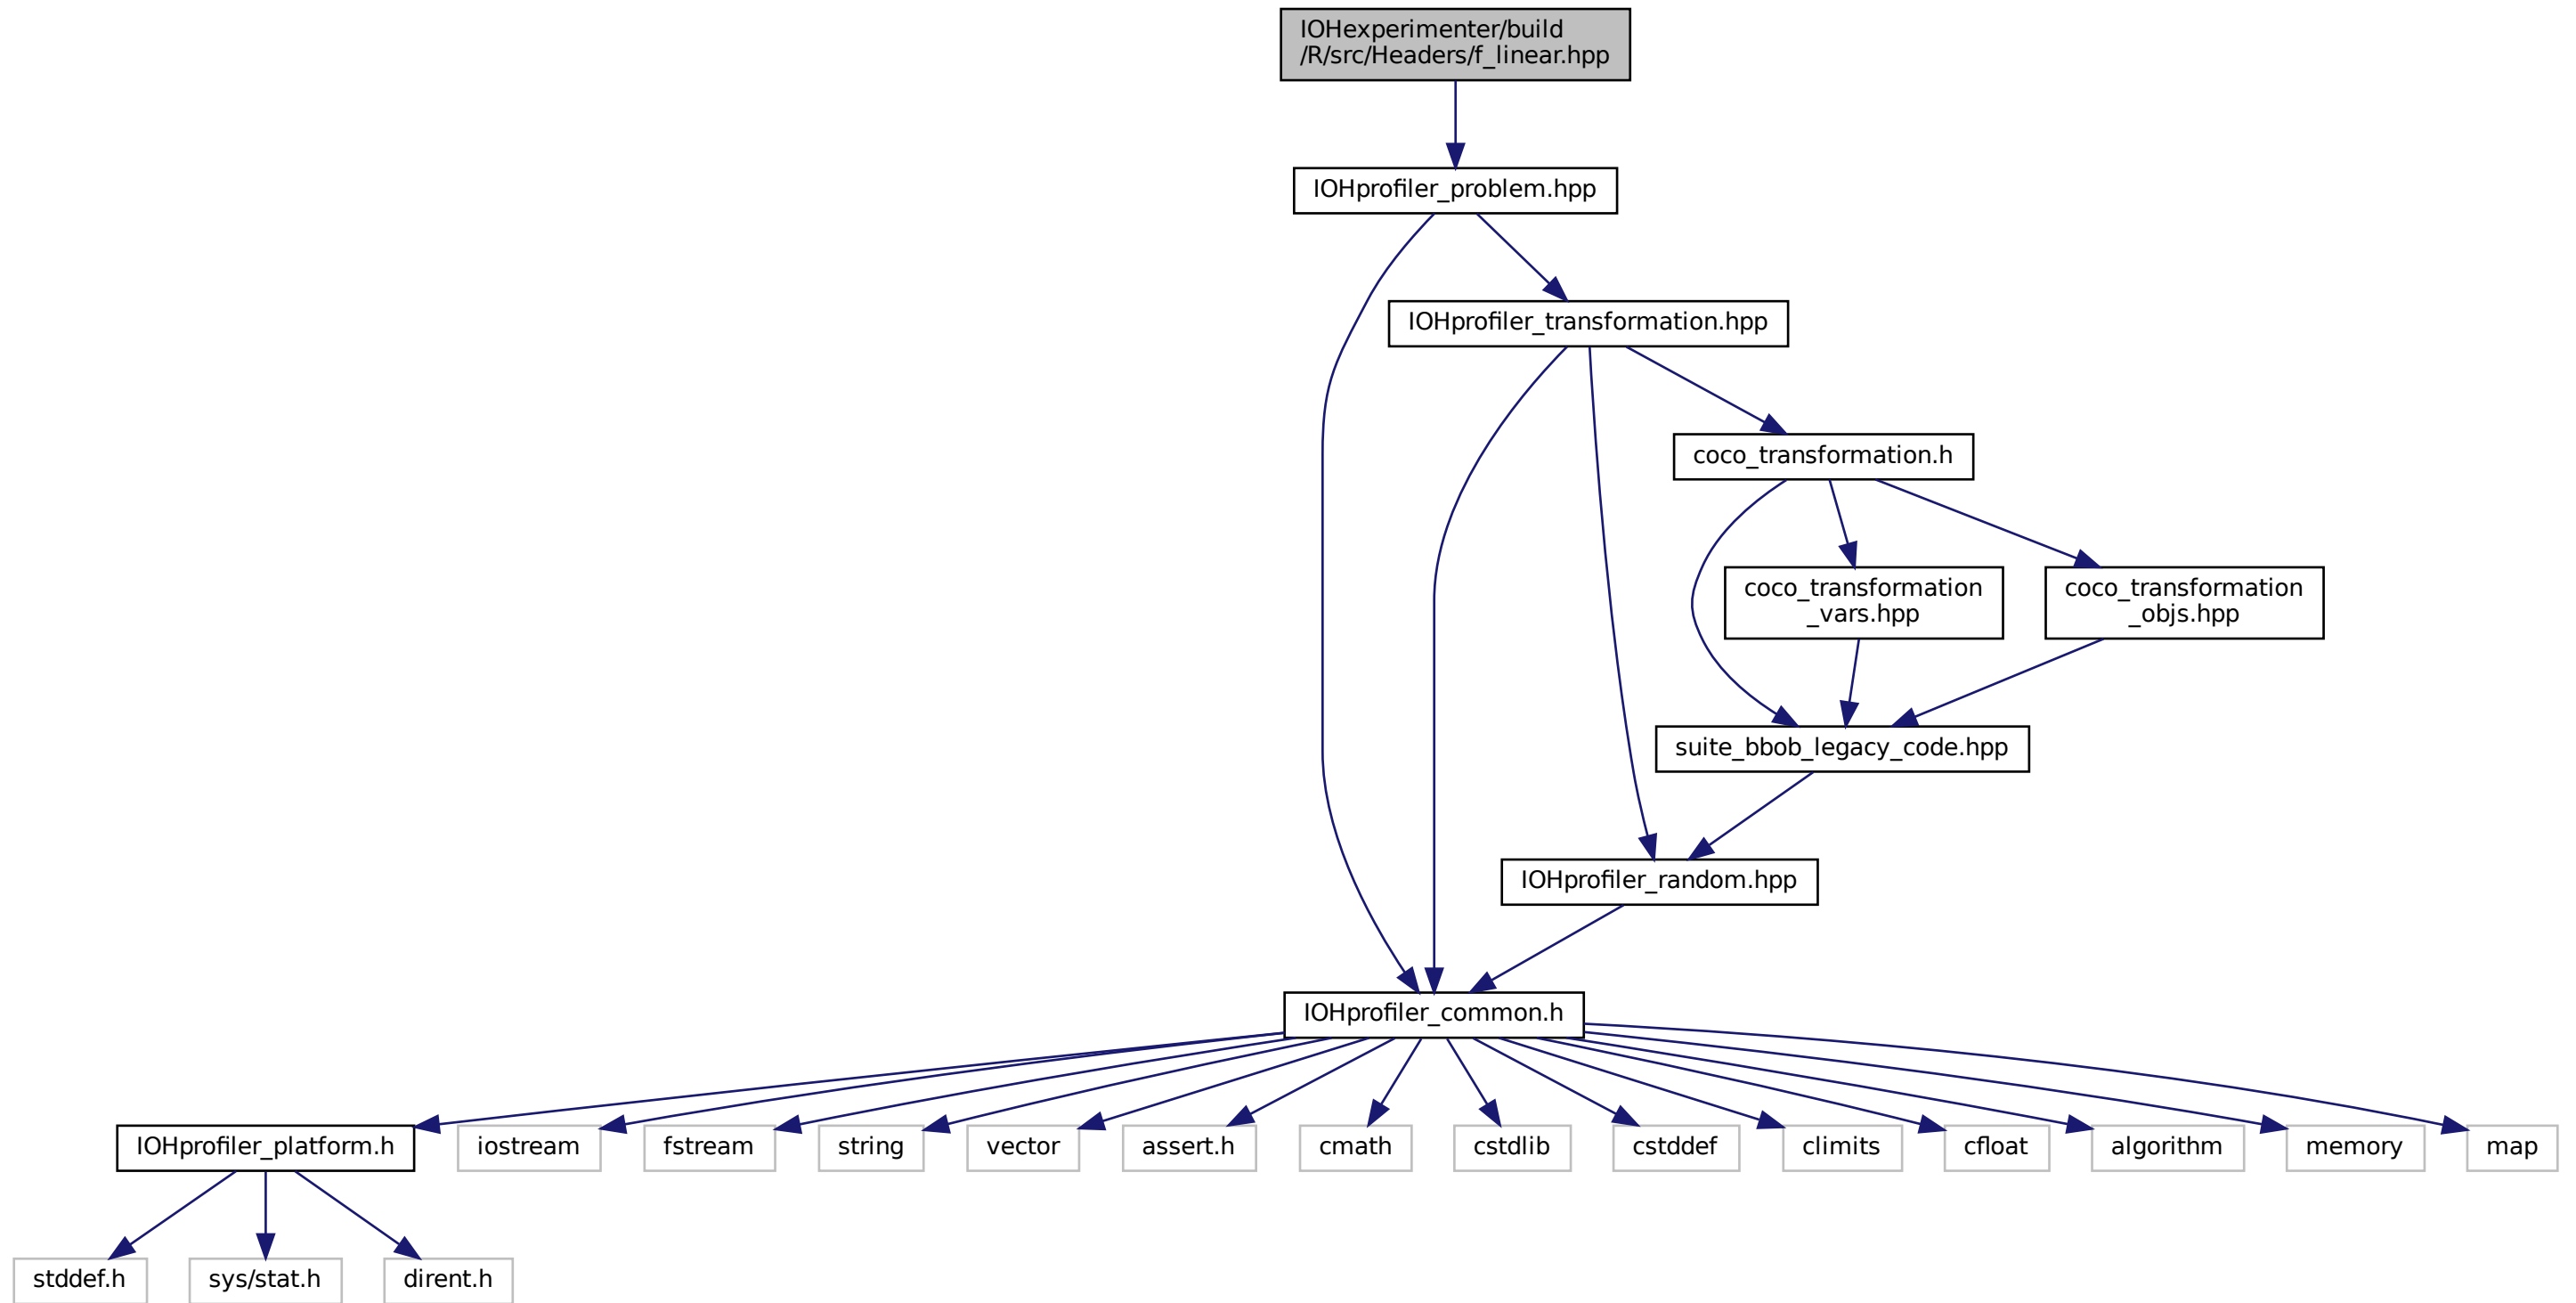 IOHexperimenter/build
/R/src/Headers/f_linear.hpp
IOHprofiler_problem.hpp
IOHprofiler_transformation.hpp
coco_transformation.h
coco_transformation
_vars.hpp
coco_transformation
_objs.hpp
suite_bbob_legacy_code.hpp
IOHprofiler_random.hpp
IOHprofiler_common.h
IOHprofiler_platform.h
iostream
fstream
string
vector
assert.h
cmath
cstdlib
cstddef
climits
cfloat
algorithm
memory
map
stddef.h
sys/stat.h
dirent.h